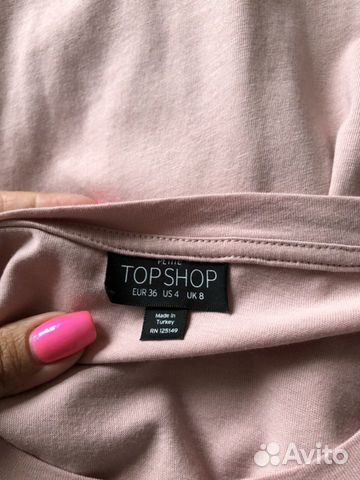 PETITE
TOPSHOP
EUR 36 US 4 UK 8
Made in
Turkey
RN 125149
Avito